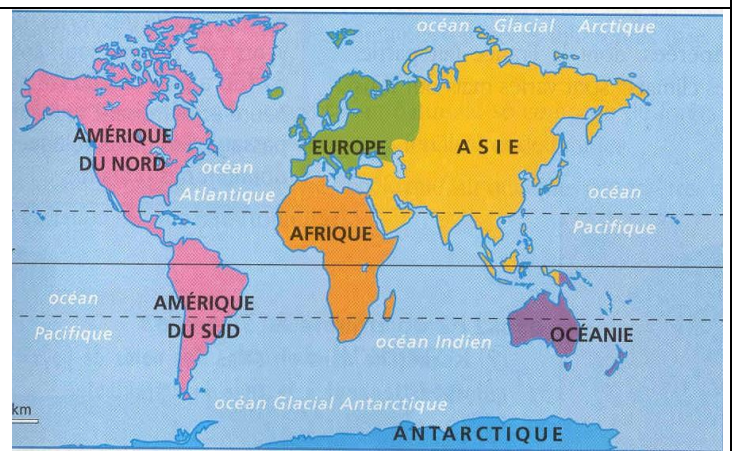 océan Glacial Arctique
AMÉRIQUE
DU NORD
océan
Atlantique
EUROPE
ASIE
océan
Pacifique
AFRIQUE
océan
Pacifique
AMÉRIQUE
DU SUD
océan Indien
OCÉANIE
océan Glacial Antarctique
km
ANTARCTIQUE